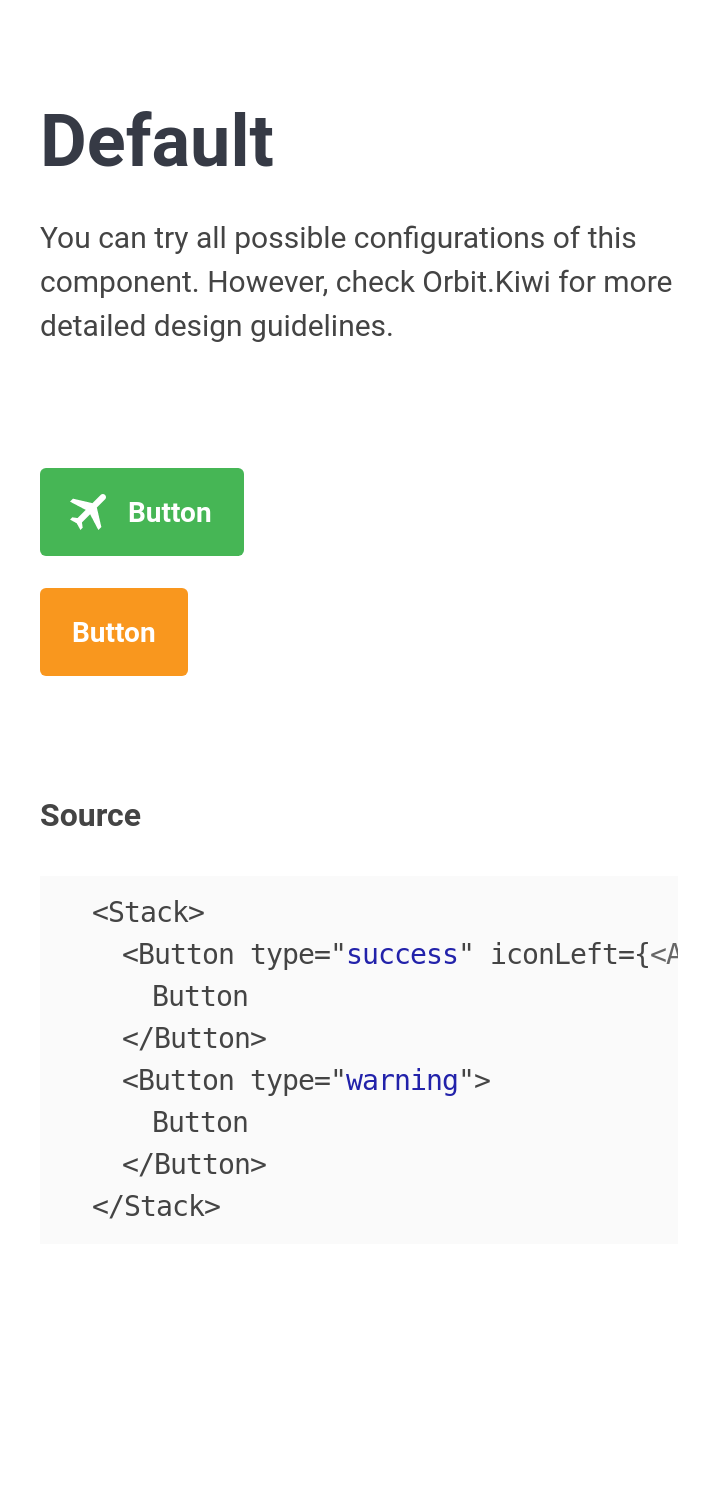 Default
You can try all possible configurations of this
component. However, check Orbit.Kiwi for more
detailed design guidelines.
Button
Button
Source
<Stack>
  <Button type="success" iconLeft={<A
    Button
  </Button>
  <Button type="warning">
    Button
  </Button>
</Stack>